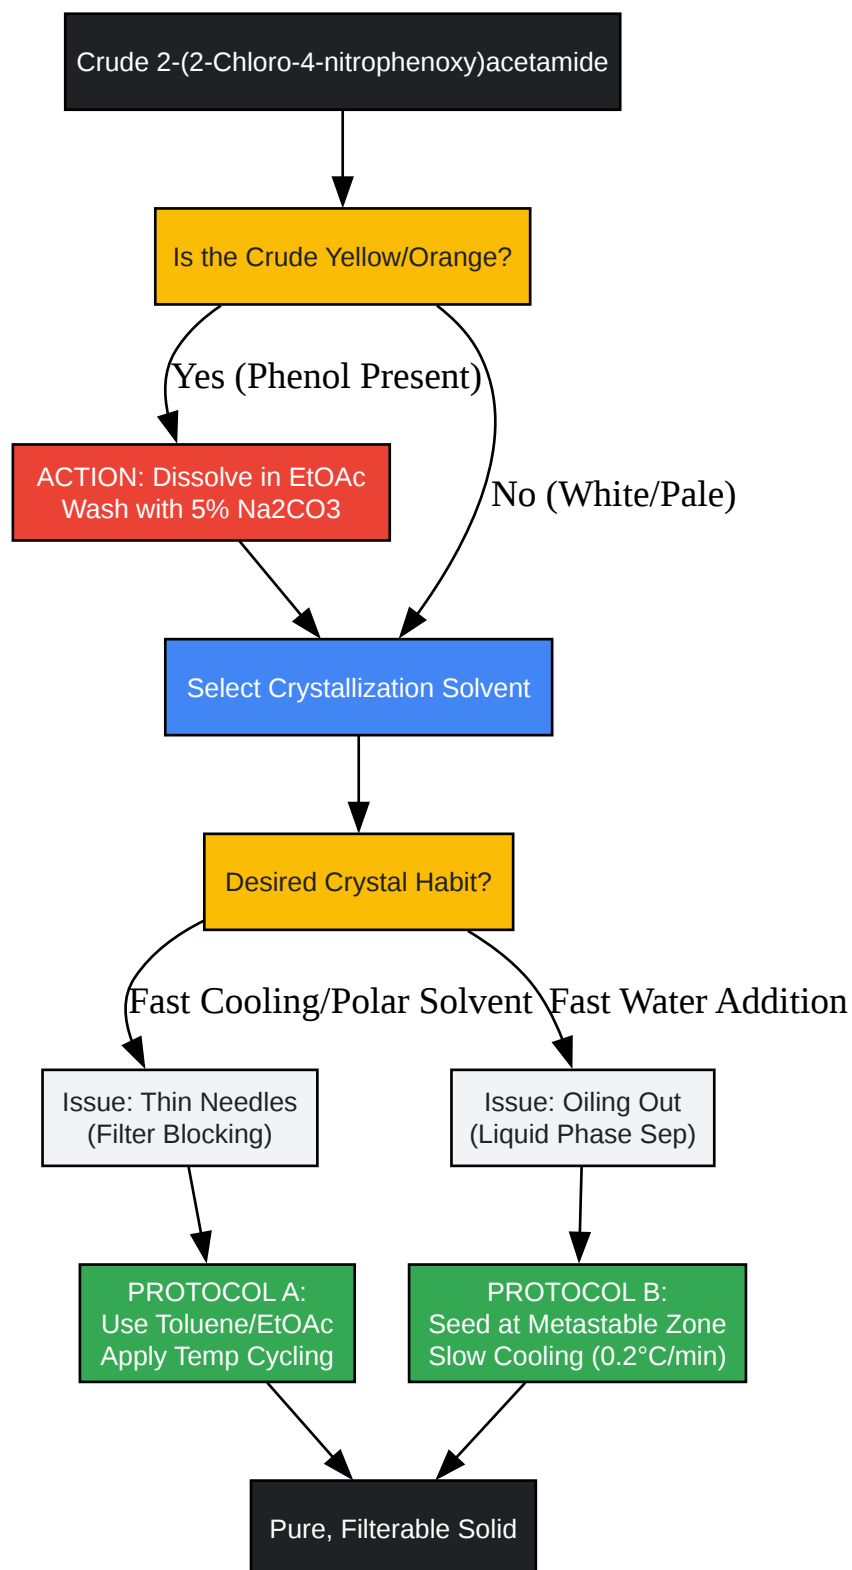 Crude 2-(2-Chloro-4-nitrophenoxy)acetamide
Is the Crude Yellow/Orange?
Yes (Phenol Present)
ACTION: Dissolve in EtOAc
Wash with 5% Na2CO3
No (White/Pale)
Select Crystallization Solvent
Desired Crystal Habit?
Fast Cooling/Polar Solvent
Fast Water Addition
Issue: Thin Needles
(Filter Blocking)
Issue: Oiling Out
(Liquid Phase Sep)
PROTOCOL A:
Use Toluene/EtOAc
Apply Temp Cycling
PROTOCOL B:
Seed at Metastable Zone
Slow Cooling (0.2°C/min)
Pure, Filterable Solid